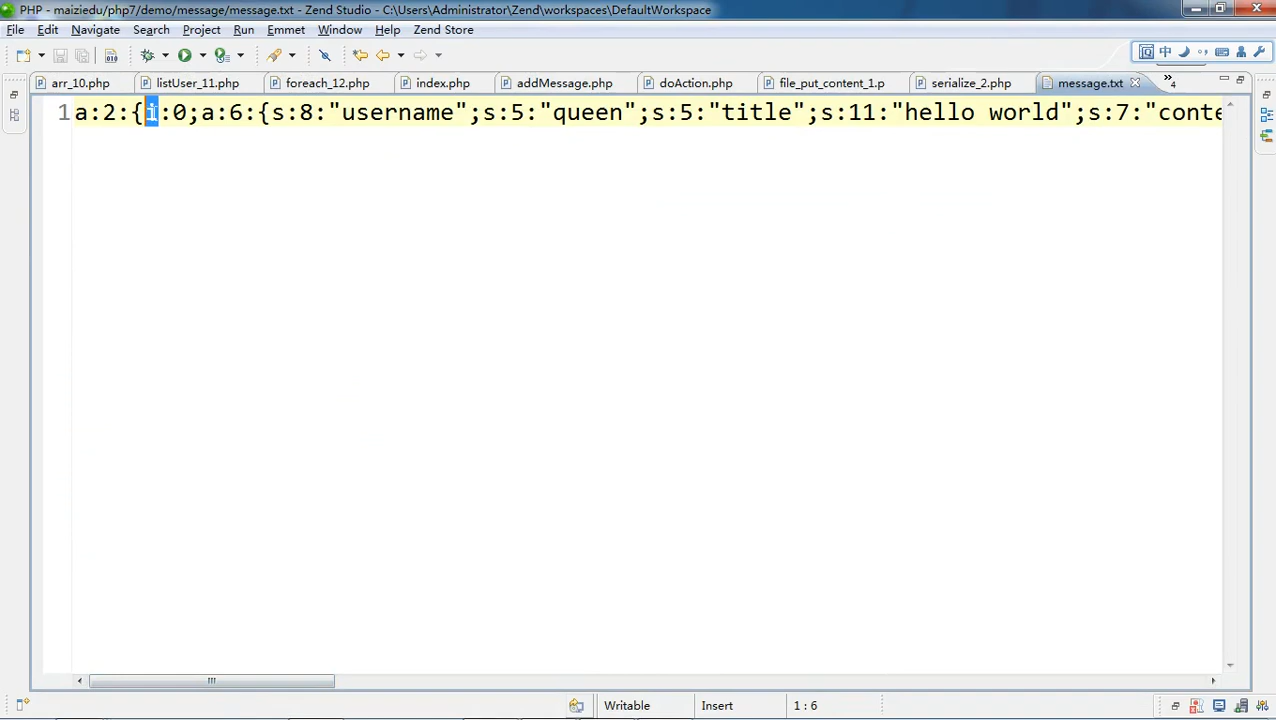 PHP - maiziedu/php7/demo/message/message.txt - Zend Studio - C:\Users\Administrator\Zend\workspaces\DefaultWorkspace
File Edit Navigate Search Project Run Emmet Window Help Zend Store
中
arr_10.php listUser_11.php foreach_12.php index.php addMessage.php doAction.php file_put_content_1.p serialize_2.php message.txt »4
1 a:2:{i:0;a:6:{s:8:"username";s:5:"queen";s:5:"title";s:11:"hello world";s:7:"conte
Writable Insert 1 : 6